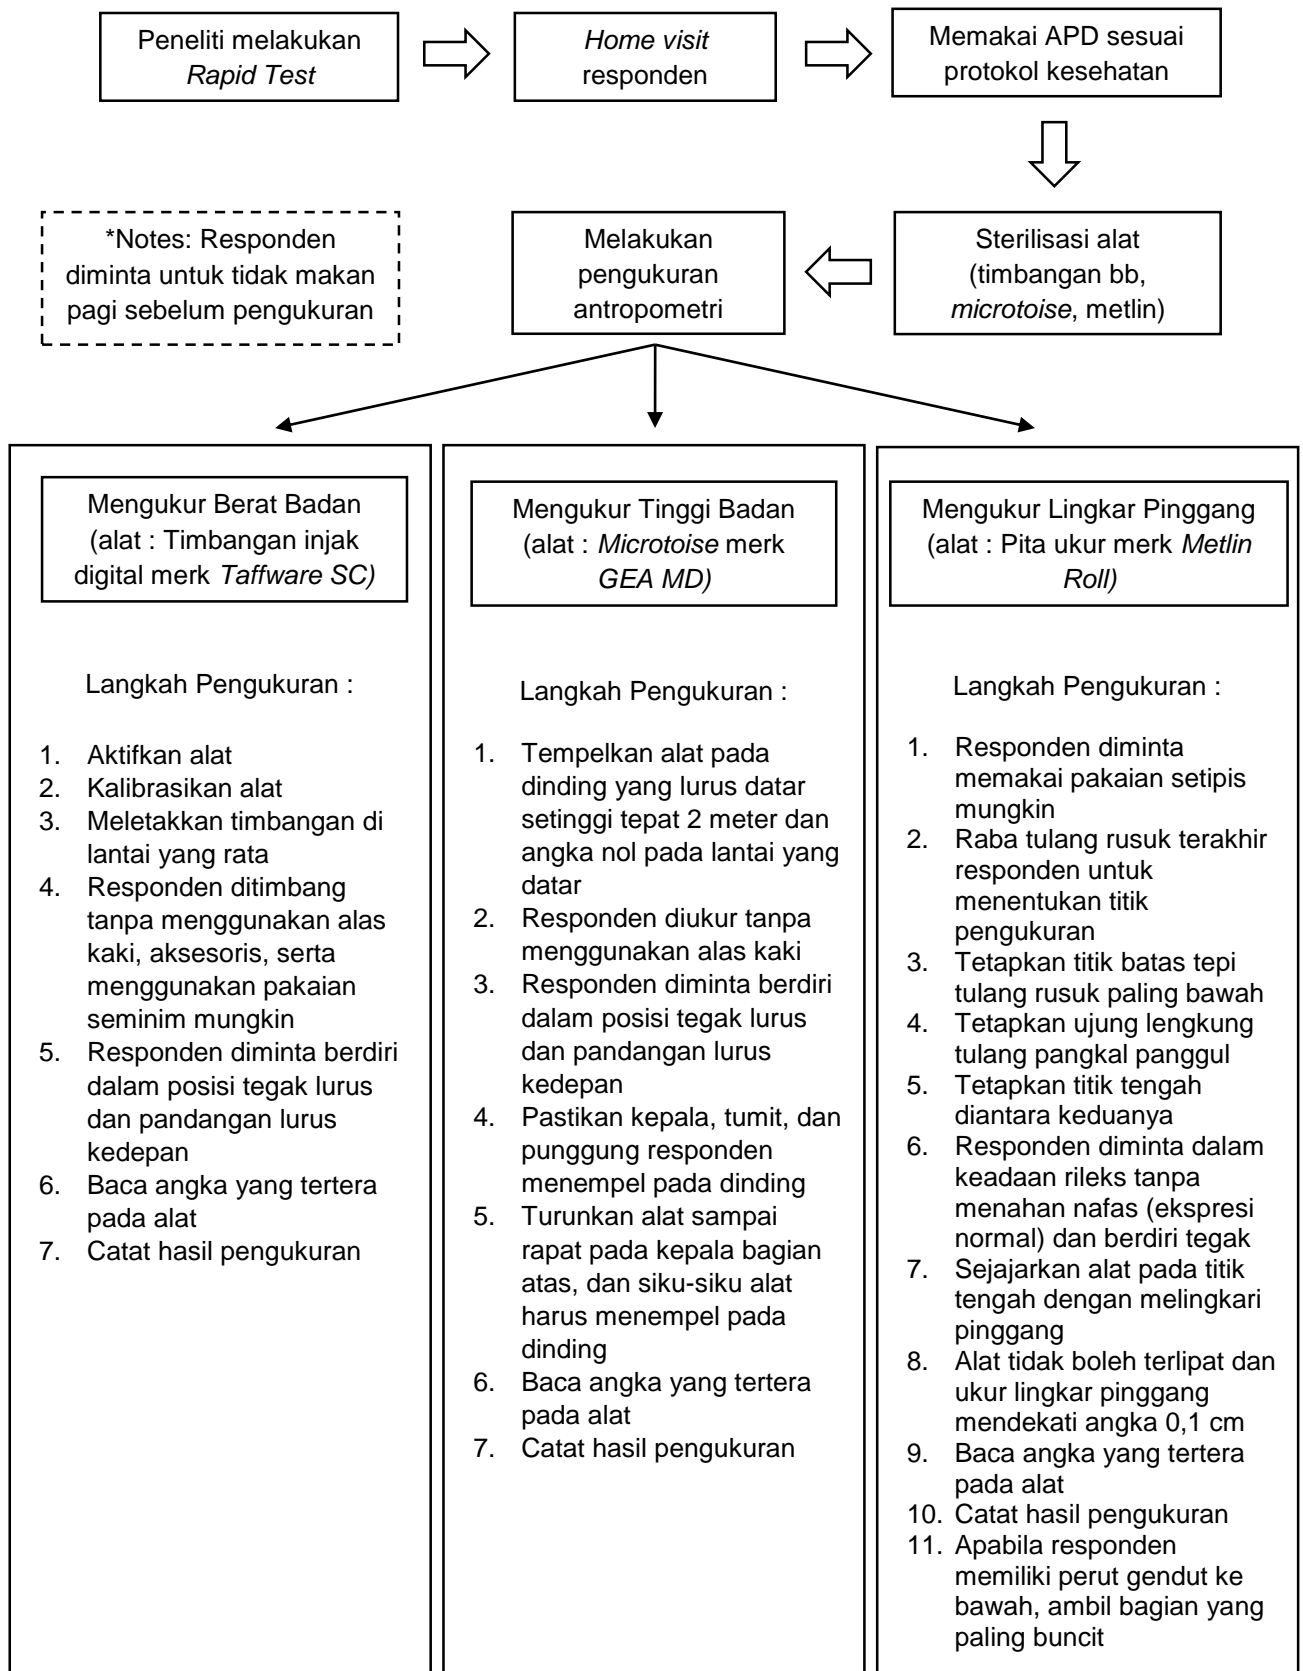 Peneliti melakukan
Rapid Test
Home visit
responden
Memakai APD sesuai
protokol kesehatan
*Notes: Responden
diminta untuk tidak makan
pagi sebelum pengukuran
Melakukan
pengukuran
antropometri
Sterilisasi alat
(timbangan bb,
microtoise, metlin)
Mengukur Berat Badan
(alat : Timbangan injak
digital merk Taffware SC)
Langkah Pengukuran :
1. Aktifkan alat
2. Kalibrasikan alat
3. Meletakkan timbangan di
lantai yang rata
4. Responden ditimbang
tanpa menggunakan alas
kaki, aksesoris, serta
menggunakan pakaian
seminim mungkin
5. Responden diminta berdiri
dalam posisi tegak lurus
dan pandangan lurus
kedepan
6. Baca angka yang tertera
pada alat
7. Catat hasil pengukuran
Mengukur Tinggi Badan
(alat : Microtoise merk
GEA MD)
Langkah Pengukuran :
1. Tempelkan alat pada
dinding yang lurus datar
setinggi tepat 2 meter dan
angka nol pada lantai yang
datar
2. Responden diukur tanpa
menggunakan alas kaki
3. Responden diminta berdiri
dalam posisi tegak lurus
dan pandangan lurus
kedepan
4. Pastikan kepala, tumit, dan
punggung responden
menempel pada dinding
5. Turunkan alat sampai
rapat pada kepala bagian
atas, dan siku-siku alat
harus menempel pada
dinding
6. Baca angka yang tertera
pada alat
7. Catat hasil pengukuran
Mengukur Lingkar Pinggang
(alat : Pita ukur merk Metlin
Roll)
Langkah Pengukuran :
1. Responden diminta
memakai pakaian setipis
mungkin
2. Raba tulang rusuk terakhir
responden untuk
menentukan titik
pengukuran
3. Tetapkan titik batas tepi
tulang rusuk paling bawah
4. Tetapkan ujung lengkung
tulang pangkal panggul
5. Tetapkan titik tengah
diantara keduanya
6. Responden diminta dalam
keadaan rileks tanpa
menahan nafas (ekspresi
normal) dan berdiri tegak
7. Sejajarkan alat pada titik
tengah dengan melingkari
pinggang
8. Alat tidak boleh terlipat dan
ukur lingkar pinggang
mendekati angka 0,1 cm
9. Baca angka yang tertera
pada alat
10. Catat hasil pengukuran
11. Apabila responden
memiliki perut gendut ke
bawah, ambil bagian yang
paling buncit